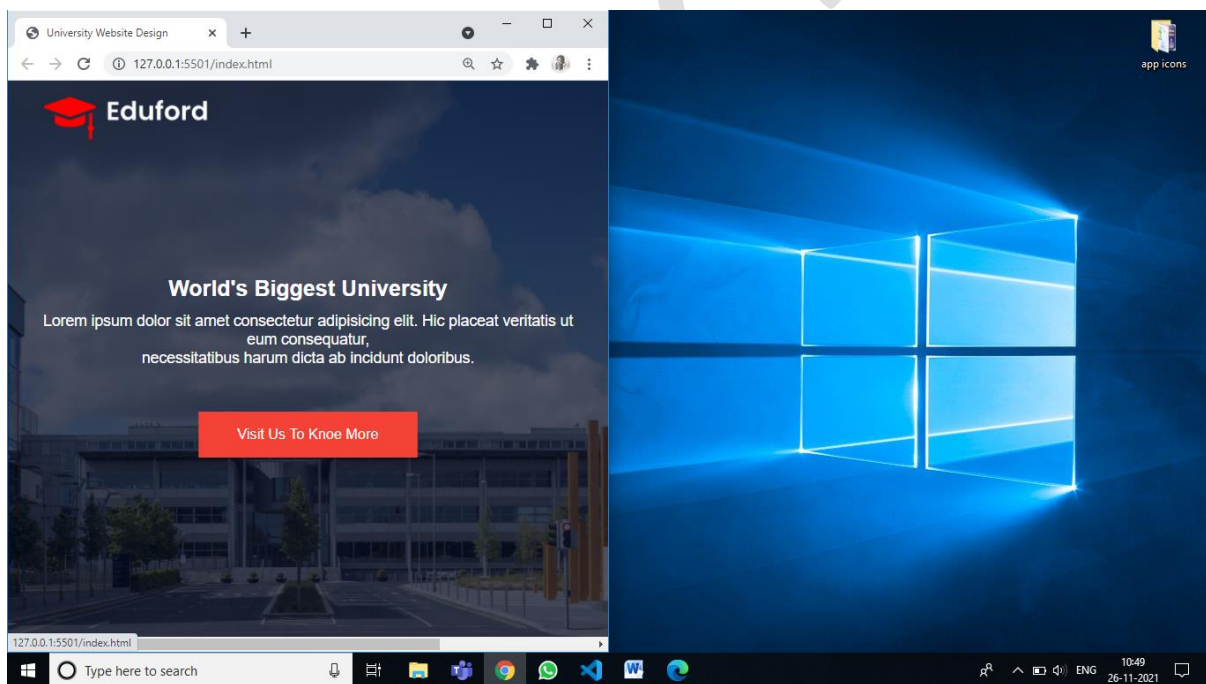 University Website Design
127.0.0.1:5501/index.html
app icons
Eduford
World's Biggest University
Lorem ipsum dolor sit amet consectetur adipisicing elit. Hic placeat veritatis ut
eum consequatur,
necessitatibus harum dicta ab incidunt doloribus.
Visit Us To Knoe More
127.0.0.1:5501/index.html
Type here to search
ENG
10:49
26-11-2021